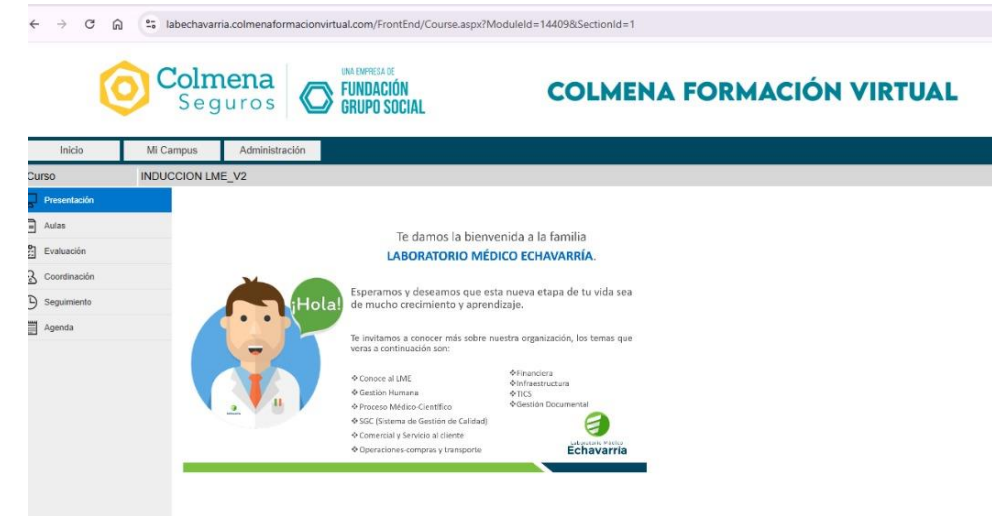 labechavarria.colmenaformacionvirtual.com/FrontEnd/Course.aspx?ModuleId=14409&SectionId=1
Colmena
Seguros
UNA EMPRESA DE
FUNDACIÓN
GRUPO SOCIAL
COLMENA FORMACIÓN VIRTUAL
Inicio
Mi Campus
Administración
Curso
INDUCCION LME_V2
Presentación
Aulas
Evaluación
Coordinación
Seguimiento
Agenda
Te damos la bienvenida a la familia
LABORATORIO MÉDICO ECHAVARRÍA.
¡Hola!
Esperamos y deseamos que esta nueva etapa de tu vida sea
de mucho crecimiento y aprendizaje.
Te invitamos a conocer más sobre nuestra organización, los temas que
veras a continuación son:
❖ Conoce al LME
❖ Gestión Humana
❖ Proceso Médico-Científico
❖ SGC (Sistema de Gestión de Calidad)
❖ Comercial y Servicio al cliente
❖ Operaciones-compras y transporte
❖Financiera
❖Infraestructura
❖TICS
❖Gestión Documental
Laboratorio Médico
Echavarría